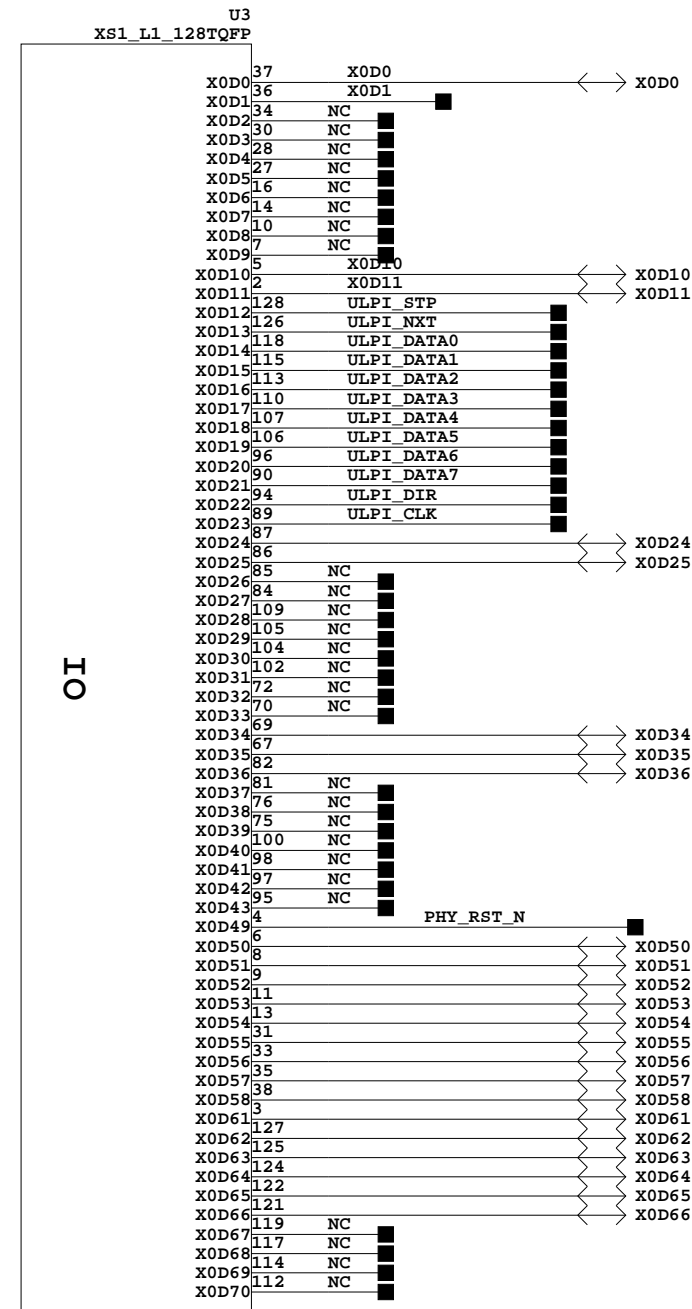 U3
XS1_L1_128TQFP
X0D0 37 X0D0 X0D0
X0D1 36 X0D1
X0D2 34 NC
X0D3 30 NC
X0D4 28 NC
X0D5 27 NC
X0D6 16 NC
X0D7 14 NC
X0D8 10 NC
X0D9 7 NC
X0D10 5 X0D10 X0D10
X0D11 2 X0D11 X0D11
X0D12 128 ULPI_STP
X0D13 126 ULPI_NXT
X0D14 118 ULPI_DATA0
X0D15 115 ULPI_DATA1
X0D16 113 ULPI_DATA2
X0D17 110 ULPI_DATA3
X0D18 107 ULPI_DATA4
X0D19 106 ULPI_DATA5
X0D20 96 ULPI_DATA6
X0D21 90 ULPI_DATA7
X0D22 94 ULPI_DIR
X0D23 89 ULPI_CLK
X0D24 87 X0D24
X0D25 86 X0D25
X0D26 85 NC
X0D27 84 NC
X0D28 109 NC
X0D29 105 NC
X0D30 104 NC
X0D31 102 NC
X0D32 72 NC
X0D33 70 NC
IO
X0D34 69 X0D34
X0D35 67 X0D35
X0D36 82 X0D36
X0D37 81 NC
X0D38 76 NC
X0D39 75 NC
X0D40 100 NC
X0D41 98 NC
X0D42 97 NC
X0D43 95 NC
X0D49 4 PHY_RST_N
X0D50 6 X0D50
X0D51 8 X0D51
X0D52 9 X0D52
X0D53 11 X0D53
X0D54 13 X0D54
X0D55 31 X0D55
X0D56 33 X0D56
X0D57 35 X0D57
X0D58 38 X0D58
X0D61 3 X0D61
X0D62 127 X0D62
X0D63 125 X0D63
X0D64 124 X0D64
X0D65 122 X0D65
X0D66 121 X0D66
X0D67 119 NC
X0D68 117 NC
X0D69 114 NC
X0D70 112 NC